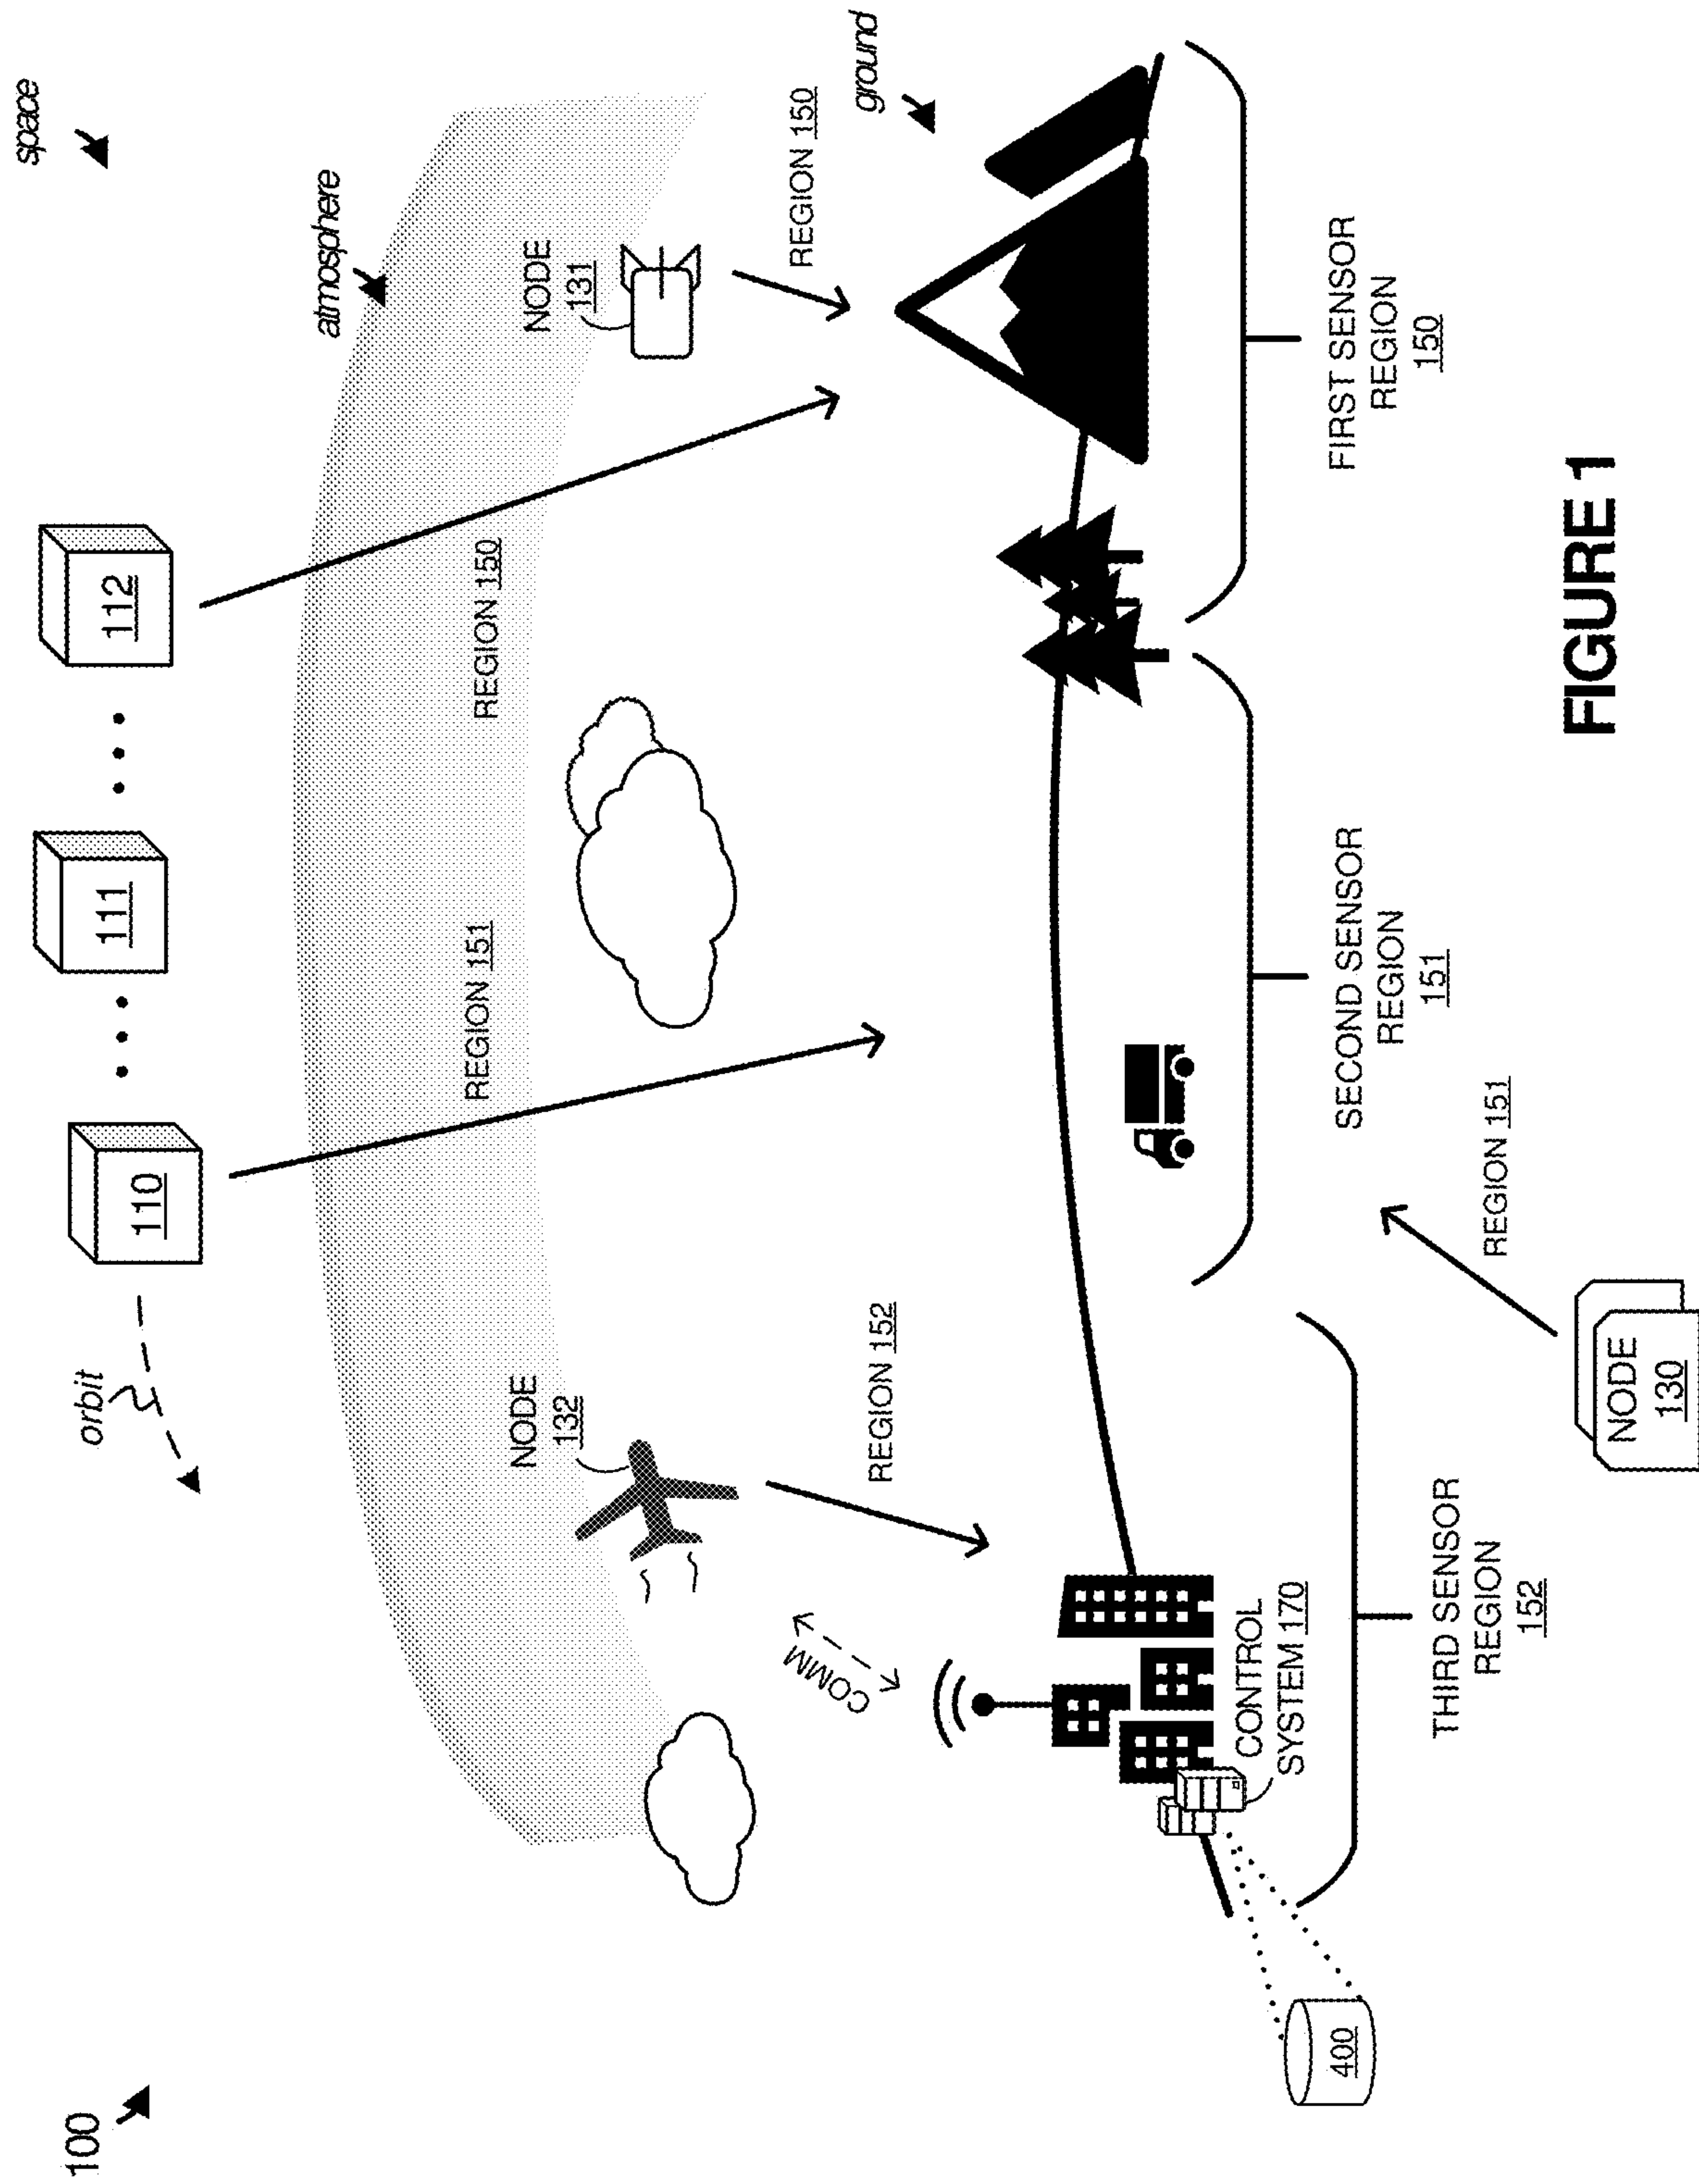 100
space
orbit
110
111
112
atmosphere
NODE
132
NODE
131
REGION 151
REGION 150
REGION 150
ground
COMM
REGION 152
CONTROL
SYSTEM 170
400
FIRST SENSOR
REGION
150
SECOND SENSOR
REGION
151
THIRD SENSOR
REGION
152
REGION 151
NODE
130
FIGURE 1